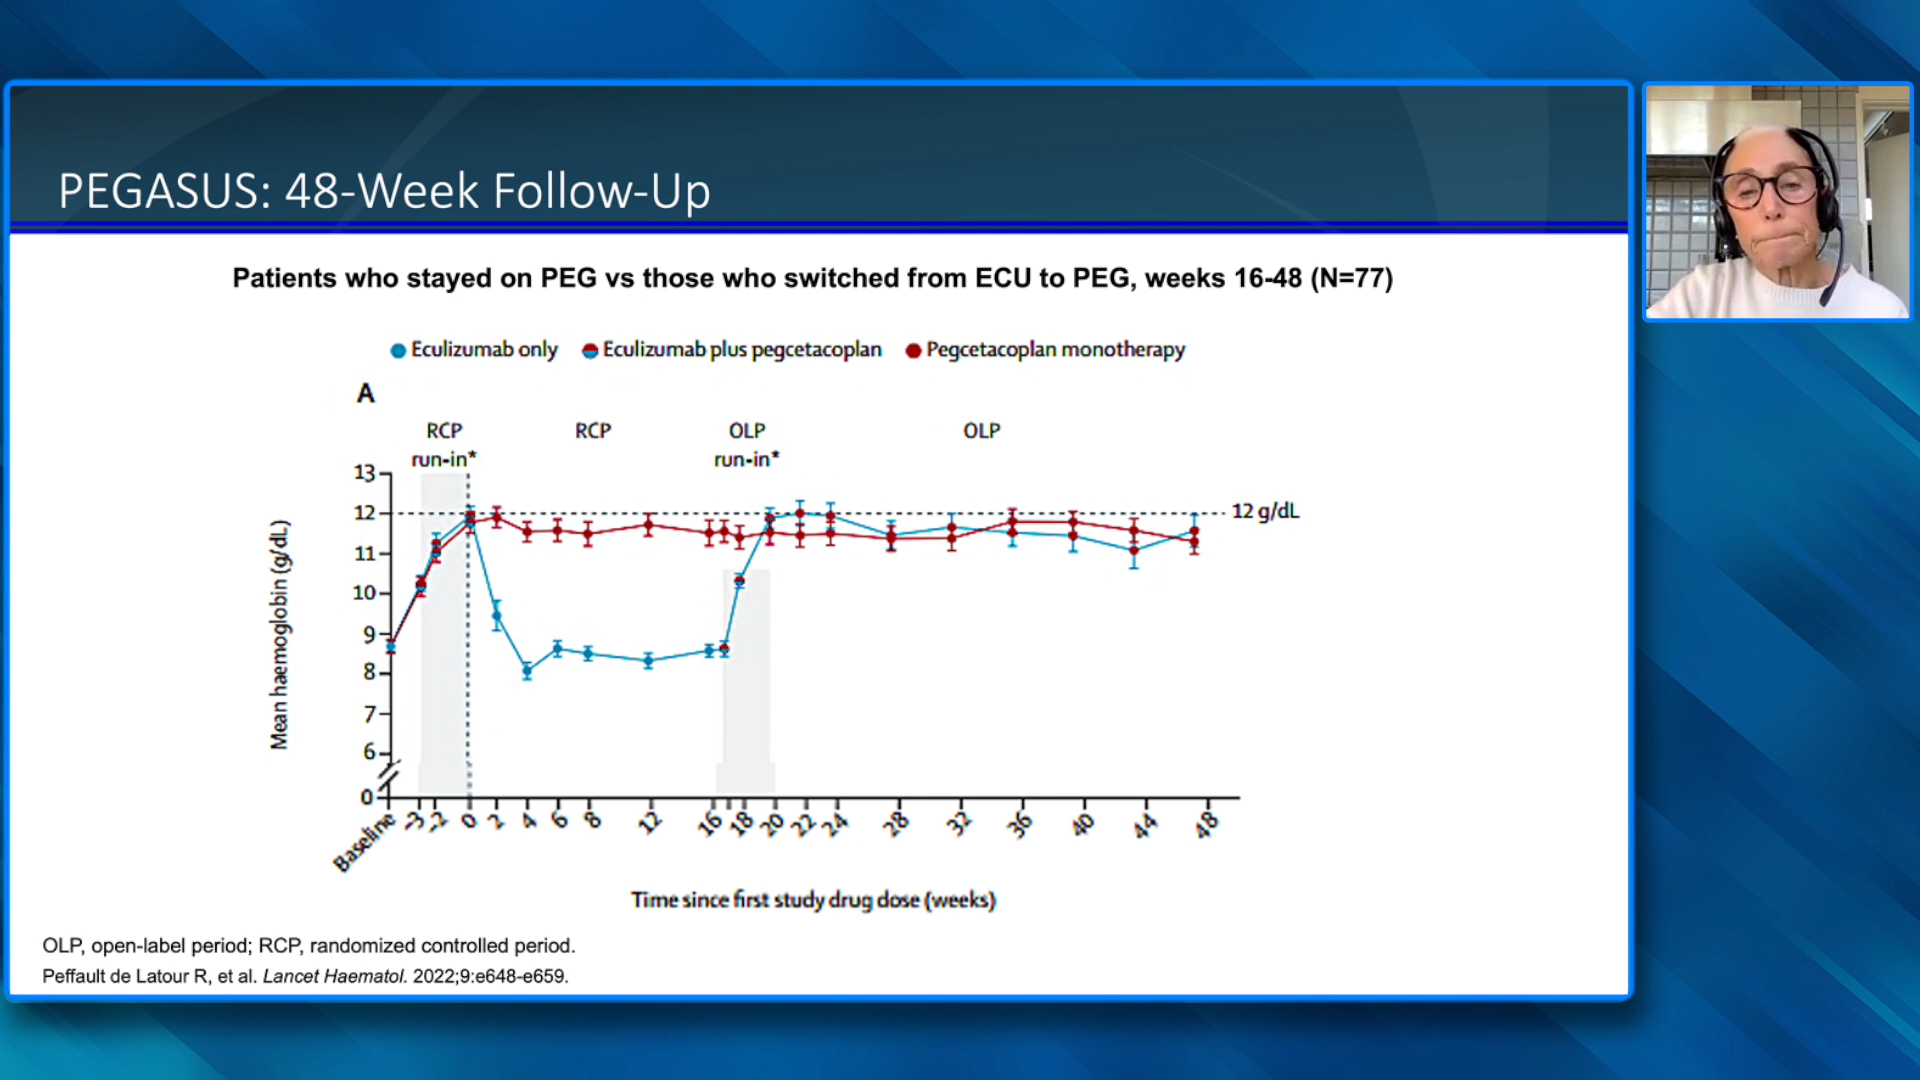 PEGASUS: 48-Week Follow-Up
Patients who stayed on PEG vs those who switched from ECU to PEG, weeks 16-48 (N=77)
Eculizumab only Eculizumab plus pegcetacoplan Pegcetacoplan monotherapy
A
RCP run-in* RCP OLP run-in* OLP
13
12
11
10
9
8
7
6
0
12 g/dL
Mean haemoglobin (g/dL)
Baseline -3 -2 0 2 4 6 8 12 16 18 20 22 24 28 32 36 40 44 48
Time since first study drug dose (weeks)
OLP, open-label period; RCP, randomized controlled period.
Peffault de Latour R, et al. Lancet Haematol. 2022;9:e648-e659.